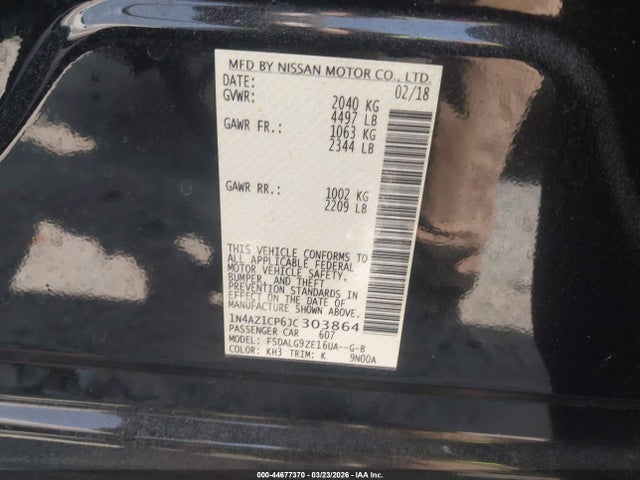 MFD BY NISSAN MOTOR CO., LTD.
DATE: 02/18
GVWR: 2040 KG
4497 LB
GAWR FR.: 1063 KG
2344 LB
GAWR RR.: 1002 KG
2209 LB
THIS VEHICLE CONFORMS TO
ALL APPLICABLE FEDERAL
MOTOR VEHICLE SAFETY,
BUMPER, AND THEFT
PREVENTION STANDARDS IN
EFFECT ON THE DATE OF
MANUFACTURE SHOWN ABOVE.
1N4AZ1CP6JC303864
PASSENGER CAR 607
MODEL: FSDALG9ZE16UA--G-B
COLOR: KH3 TRIM: K 9N00A
000-44677370 - 03/23/2026 - IAA Inc.